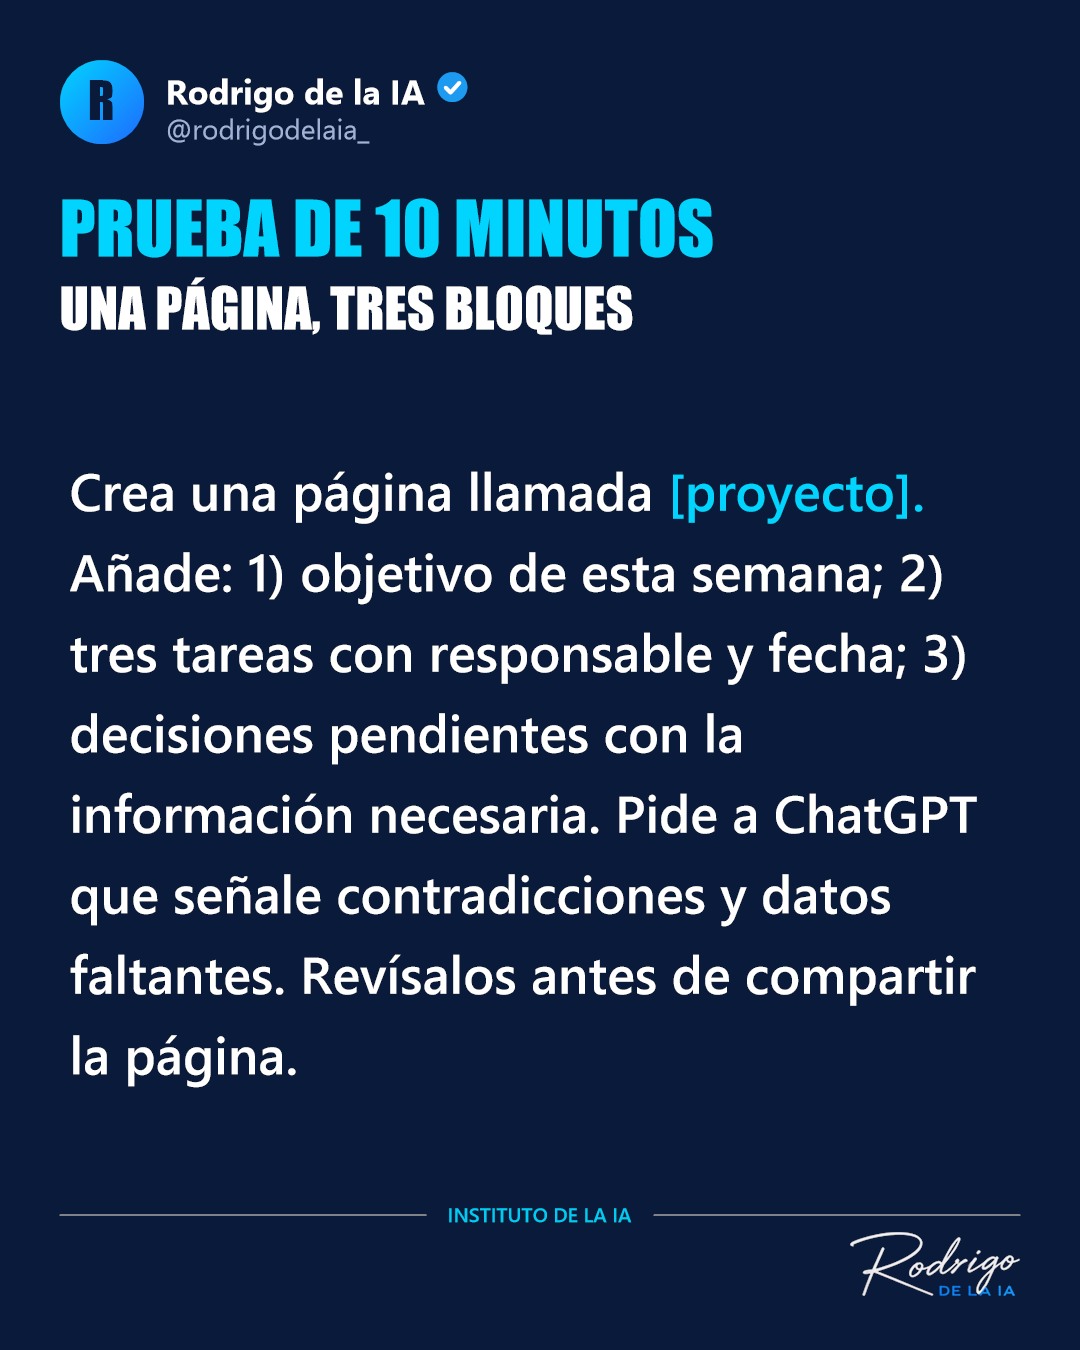 R
Rodrigo de la IA
@rodrigodelaia_
PRUEBA DE 10 MINUTOS
UNA PÁGINA, TRES BLOQUES
Crea una página llamada [proyecto].
Añade: 1) objetivo de esta semana; 2)
tres tareas con responsable y fecha; 3)
decisiones pendientes con la
información necesaria. Pide a ChatGPT
que señale contradicciones y datos
faltantes. Revísalos antes de compartir
la página.
INSTITUTO DE LA IA
Rodrigo
DE LA IA